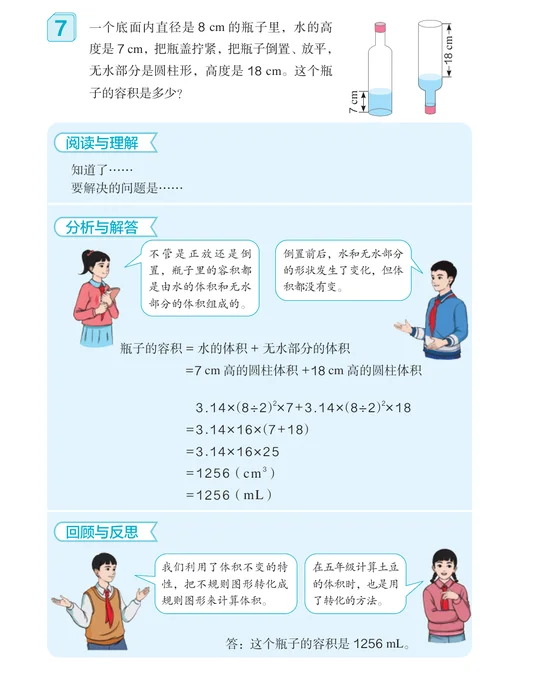 7
一个底面内直径是 8 cm 的瓶子里，水的高
度是 7 cm，把瓶盖拧紧，把瓶子倒置、放平，
无水部分是圆柱形，高度是 18 cm。这个瓶
子的容积是多少？
7 cm
18 cm
阅读与理解
知道了……
要解决的问题是……
分析与解答
不管是正放还是倒
置，瓶子里的容积都
是由水的体积和无水
部分的体积组成的。
倒置前后，水和无水部分
的形状发生了变化，但体
积都没有变。
瓶子的容积 = 水的体积 + 无水部分的体积
=7 cm 高的圆柱体积 +18 cm 高的圆柱体积
3.14×(8÷2)²×7+3.14×(8÷2)²×18
=3.14×16×(7+18)
=3.14×16×25
=1256（cm³）
=1256（mL）
回顾与反思
我们利用了体积不变的特
性，把不规则图形转化成
规则图形来计算体积。
在五年级计算土豆
的体积时，也是用
了转化的方法。
答：这个瓶子的容积是 1256 mL。